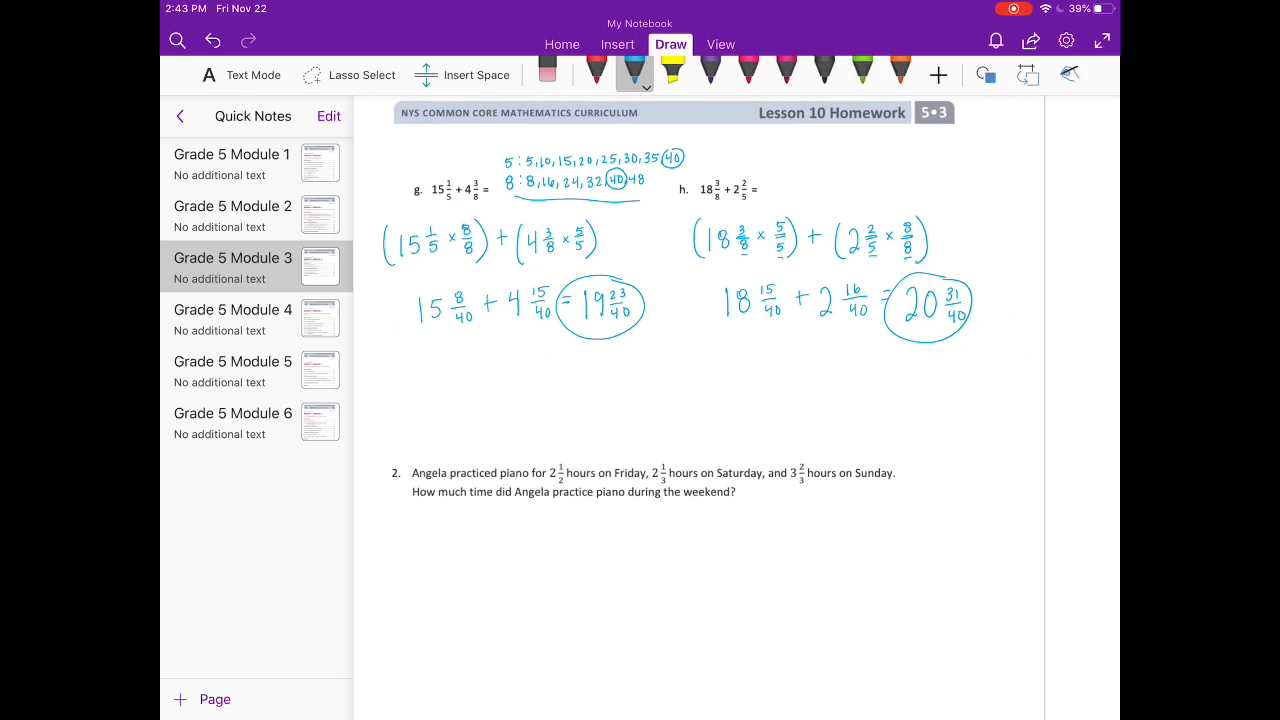 2:43 PM Fri Nov 22
39%
My Notebook
Home Insert Draw View
A Text Mode Lasso Select Insert Space
Quick Notes Edit
Grade 5 Module 1
No additional text
Grade 5 Module 2
No additional text
Grade 5 Module 3
No additional text
Grade 5 Module 4
No additional text
Grade 5 Module 5
No additional text
Grade 5 Module 6
No additional text
+ Page
NYS COMMON CORE MATHEMATICS CURRICULUM Lesson 10 Homework 5•3
5: 5,10,15,20,25,30,35 40
8: 8,16,24,32,40,48
g. 15 1/5 + 4 3/8 =
h. 18 3/8 + 2 2/5 =
(15 1/5 × 8/8) + (4 3/8 × 5/5)
15 8/40 + 4 15/40 = 19 23/40
(18 3/8 × 5/5) + (2 2/5 × 8/8)
18 15/40 + 2 16/40 = 20 31/40
2. Angela practiced piano for 2 1/2 hours on Friday, 2 1/3 hours on Saturday, and 3 2/3 hours on Sunday.
How much time did Angela practice piano during the weekend?